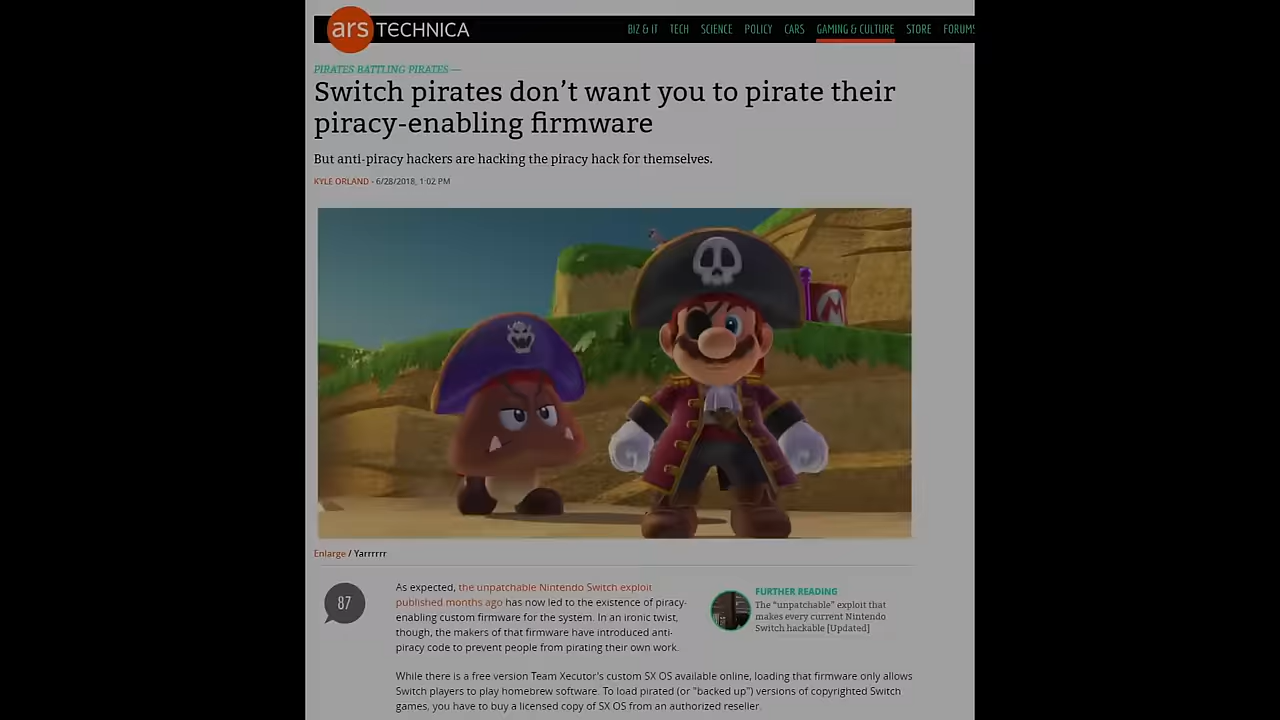 ars TECHNICA
BIZ & IT TECH SCIENCE POLICY CARS GAMING & CULTURE STORE FORUMS
PIRATES BATTLING PIRATES —
Switch pirates don’t want you to pirate their
piracy-enabling firmware
But anti-piracy hackers are hacking the piracy hack for themselves.
KYLE ORLAND - 6/28/2018, 1:02 PM
M
Enlarge / Yarrrrrr
87
As expected, the unpatchable Nintendo Switch exploit
published months ago has now led to the existence of piracy-
enabling custom firmware for the system. In an ironic twist,
though, the makers of that firmware have introduced anti-
piracy code to prevent people from pirating their own work.
FURTHER READING
The “unpatchable” exploit that
makes every current Nintendo
Switch hackable [Updated]
While there is a free version Team Xecutor's custom SX OS available online, loading that firmware only allows
Switch players to play homebrew software. To load pirated (or "backed up") versions of copyrighted Switch
games, you have to buy a licensed copy of SX OS from an authorized reseller.